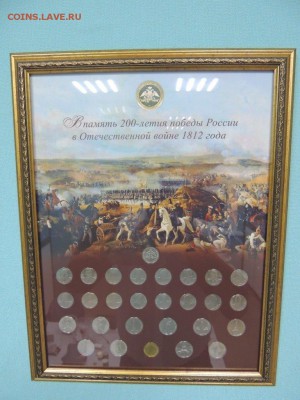 COINS.LAVE.RU
В память 200-летия победы России
в Отечественной войне 1812 года